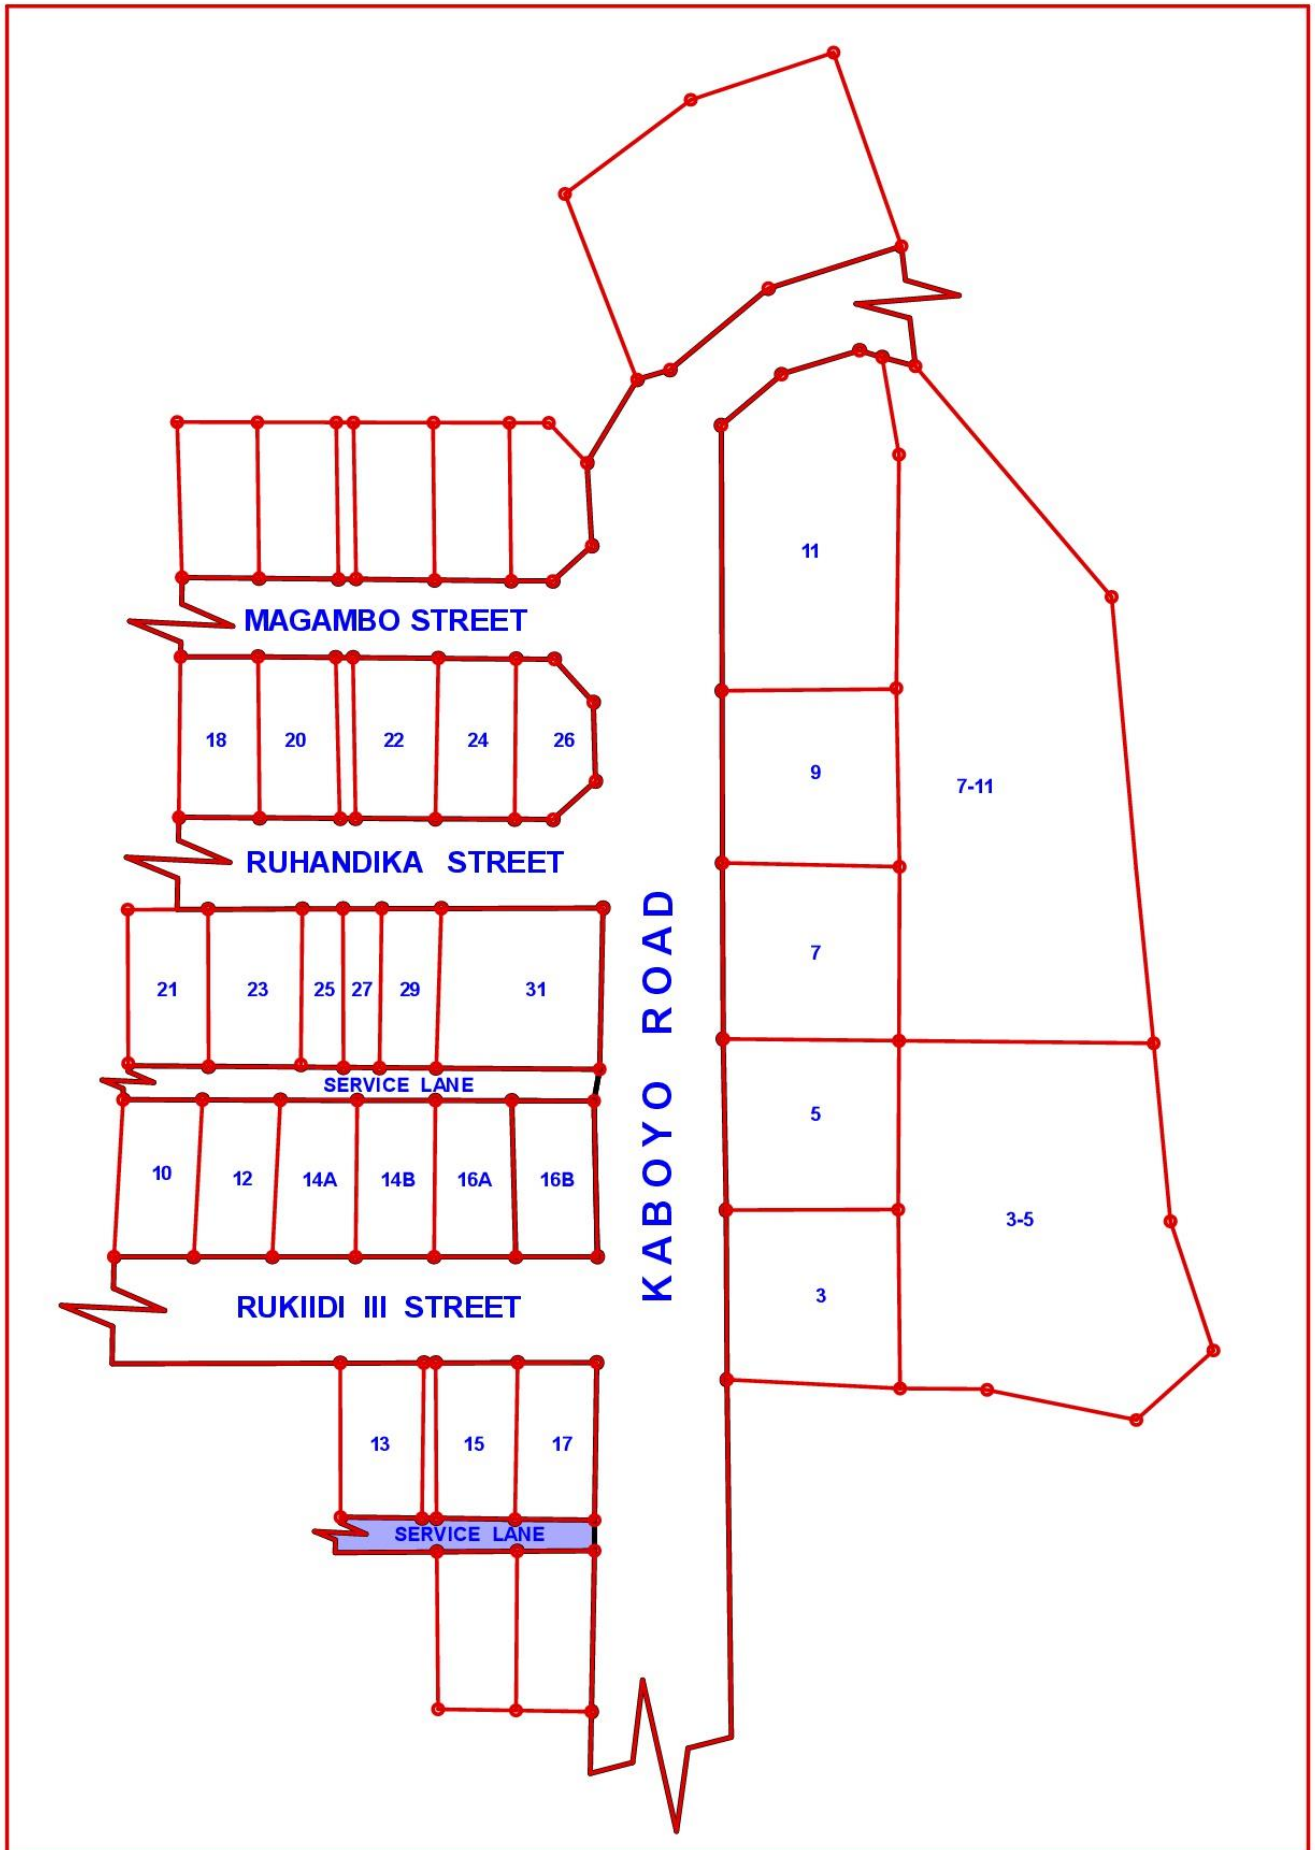 11
MAGAMBO STREET
18 20 22 24 26
9
7-11
RUHANDIKA STREET
KABOYO ROAD
7
21 23 25 27 29 31
SERVICE LANE
5
10 12 14A 14B 16A 16B
3-5
3
RUKIIDI III STREET
13 15 17
SERVICE LANE